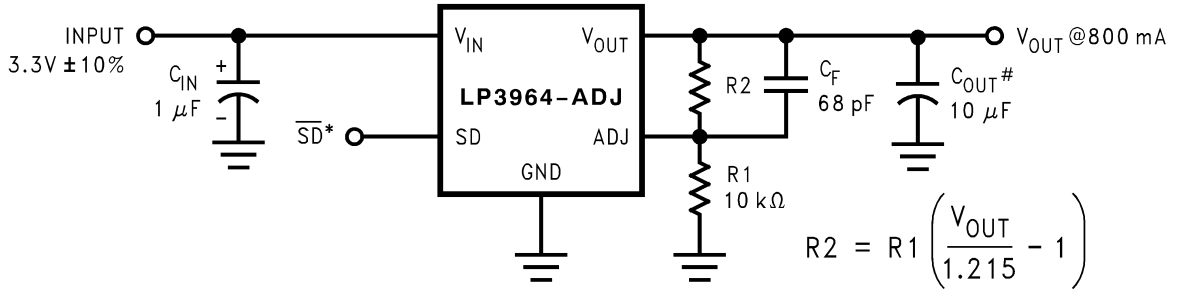 INPUT
3.3V ±10%
C_IN
+
1 μF
−
S̅D̅*
V_IN
V_OUT
LP3964-ADJ
SD
ADJ
GND
R2
C_F
68 pF
V_OUT @800 mA
C_OUT#
10 μF
R1
10 kΩ
R2 = R1 (V_OUT / 1.215 − 1)